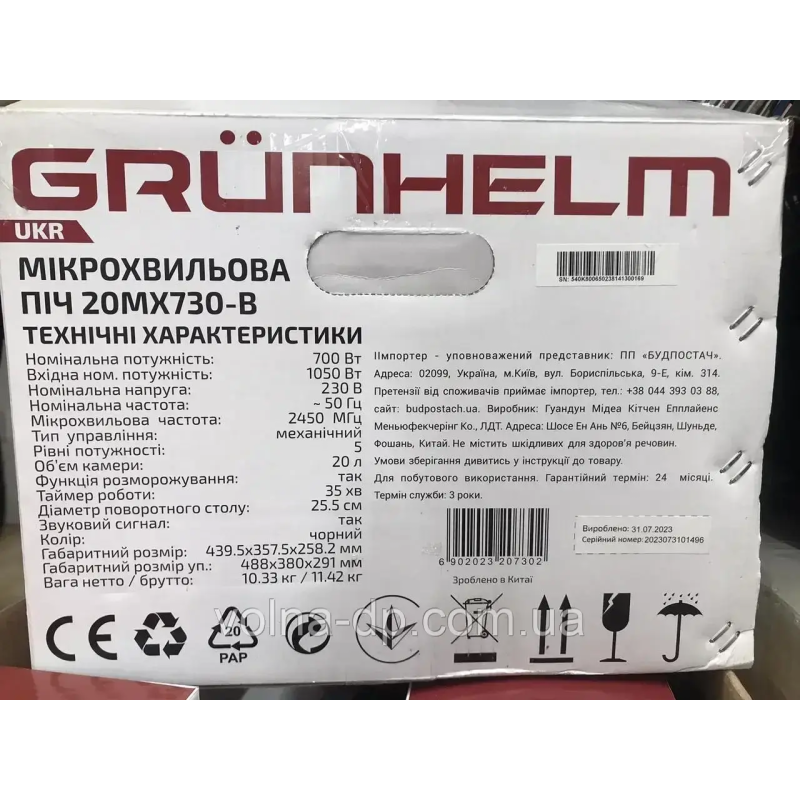 GRÜNHELM
UKR
МІКРОХВИЛЬОВА
ПІЧ 20MX730-B
ТЕХНІЧНІ ХАРАКТЕРИСТИКИ
Номінальна потужність: 700 Вт
Вхідна ном. потужність: 1050 Вт
Номінальна напруга: 230 В
Номінальна частота: ~ 50 Гц
Мікрохвильова частота: 2450 МГц
Тип управління: механічний
Рівні потужності: 5
Об'єм камери: 20 л
Функція розморожування: так
Таймер роботи: 35 хв
Діаметр поворотного столу: 25.5 см
Звуковий сигнал: так
Колір: чорний
Габаритний розмір: 439.5x357.5x258.2 мм
Габаритний розмір уп.: 488x380x291 мм
Вага нетто / брутто: 10.33 кг / 11.42 кг
SN: 540K80065023814130016​9
ІІмпортер - уповноважений представник: ПП «БУДПОСТАЧ».
Адреса: 02099, Україна, м.Київ, вул. Бориспільська, 9-Е, кім. 314.
Претензії від споживачів приймає імпортер, тел.: +38 044 393 03 88,
сайт: budpostach.ua. Виробник: Гуандун Мідеа Кітчен Епплаєнс
Меньюфекчерінг Ко., ЛДТ. Адреса: Шосе Ен Ань №6, Бейцзян, Шуньде,
Фошань, Китай. Не містить шкідливих для здоров'я речовин.
Умови зберігання дивитись у інструкції до товару.
Для побутового використання. Гарантійний термін: 24 місяці.
Термін служби: 3 роки.
6 902023 207302
Зроблено в Китаї
Вироблено: 31.07.2023
Серійний номер: 2023073101496
CE
20
PAP
volna-dp.com.ua